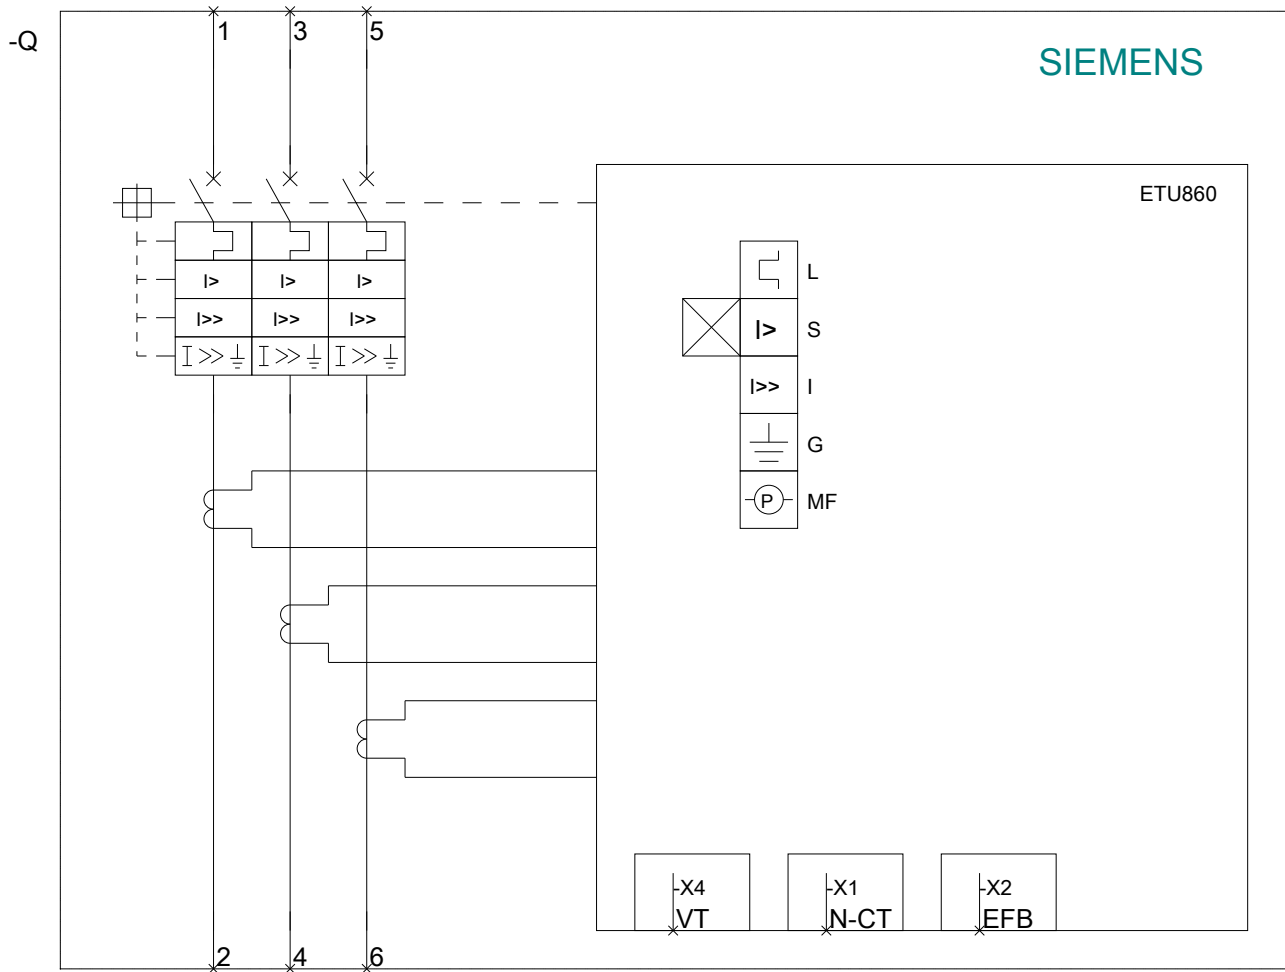 -Q
1 3 5
SIEMENS
ETU860
I> I> I>
I>> I>> I>>
I>> I>> I>>
L
I> S
I>> I
G
P MF
-X4 -X1 -X2
VT N-CT EFB
2 4 6